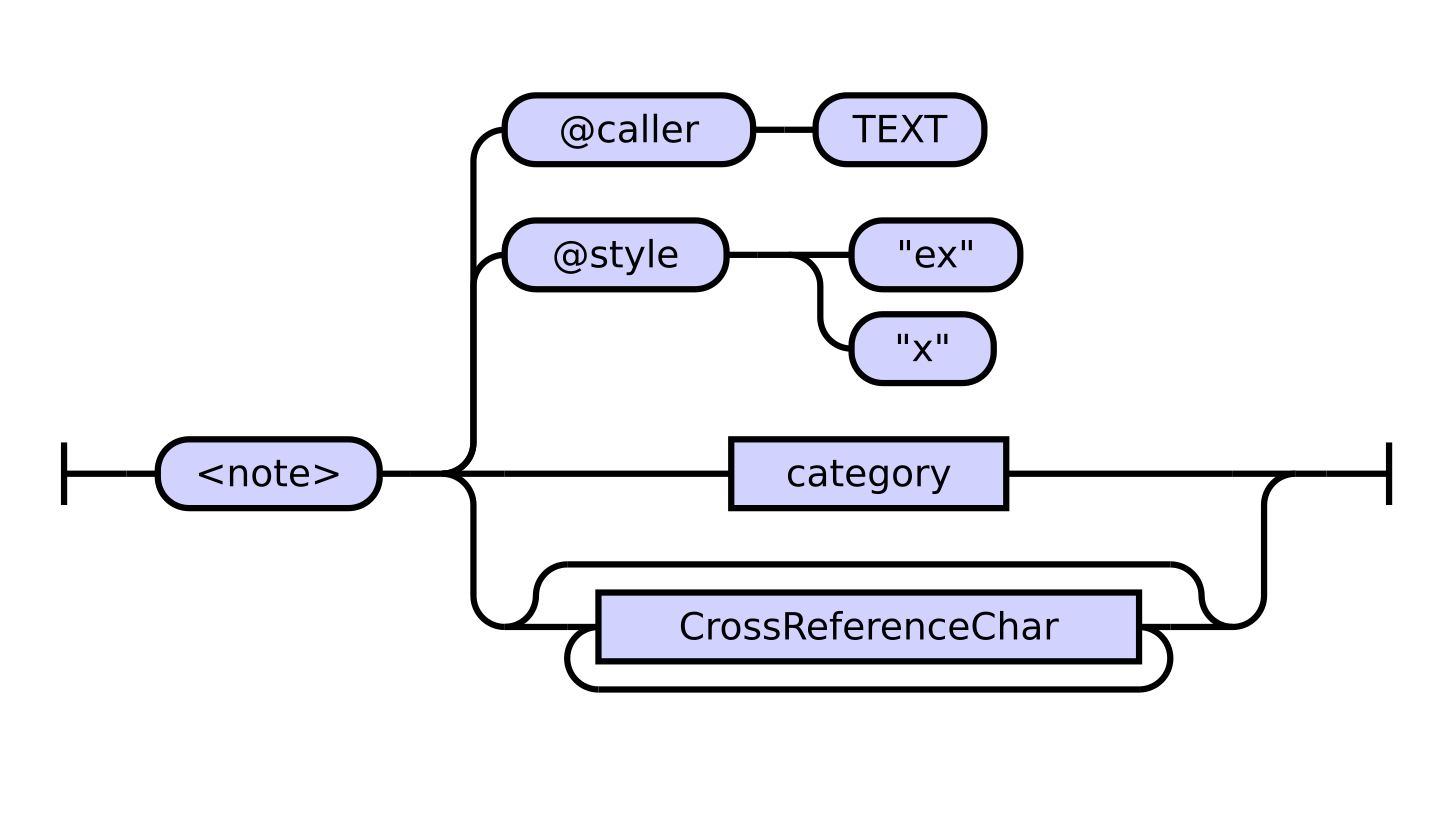 @caller
TEXT
@style
"ex"
"x"
<note>
category
CrossReferenceChar